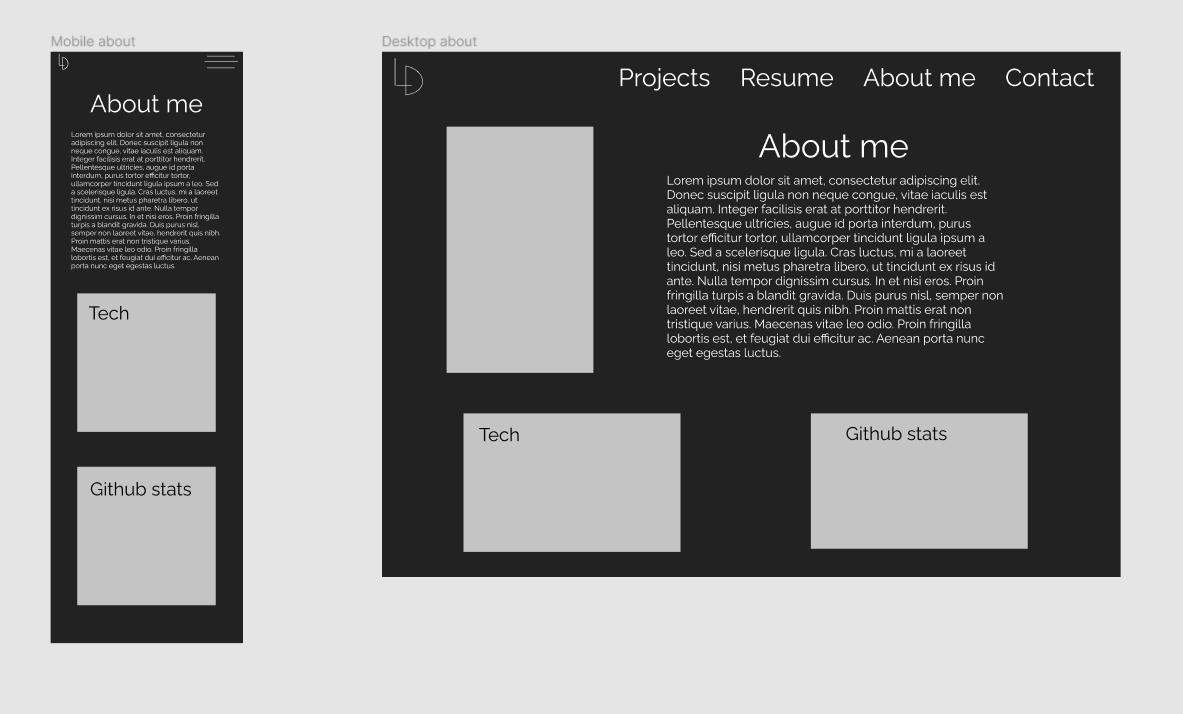 Mobile about
LD
About me
Lorem ipsum dolor sit amet, consectetur
adipiscing elit. Donec suscipit ligula non
neque congue, vitae iaculis est aliquam.
Integer facilisis erat at porttitor hendrerit.
Pellentesque ultricies, augue id porta
interdum, purus tortor efficitur tortor,
ullamcorper tincidunt ligula ipsum a leo. Sed
a scelerisque ligula. Cras luctus, mi a laoreet
tincidunt, nisi metus pharetra libero, ut
tincidunt ex risus id ante. Nulla tempor
dignissim cursus. In et nisi eros. Proin fringilla
turpis a blandit gravida. Duis purus nisl,
semper non laoreet vitae, hendrerit quis nibh.
Proin mattis erat non tristique varius.
Maecenas vitae leo odio. Proin fringilla
lobortis est, et feugiat dui efficitur ac. Aenean
porta nunc eget egestas luctus.
Tech
Github stats
Desktop about
LD
Projects Resume About me Contact
About me
Lorem ipsum dolor sit amet, consectetur adipiscing elit.
Donec suscipit ligula non neque congue, vitae iaculis est
aliquam. Integer facilisis erat at porttitor hendrerit.
Pellentesque ultricies, augue id porta interdum, purus
tortor efficitur tortor, ullamcorper tincidunt ligula ipsum a
leo. Sed a scelerisque ligula. Cras luctus, mi a laoreet
tincidunt, nisi metus pharetra libero, ut tincidunt ex risus id
ante. Nulla tempor dignissim cursus. In et nisi eros. Proin
fringilla turpis a blandit gravida. Duis purus nisl, semper non
laoreet vitae, hendrerit quis nibh. Proin mattis erat non
tristique varius. Maecenas vitae leo odio. Proin fringilla
lobortis est, et feugiat dui efficitur ac. Aenean porta nunc
eget egestas luctus.
Tech
Github stats